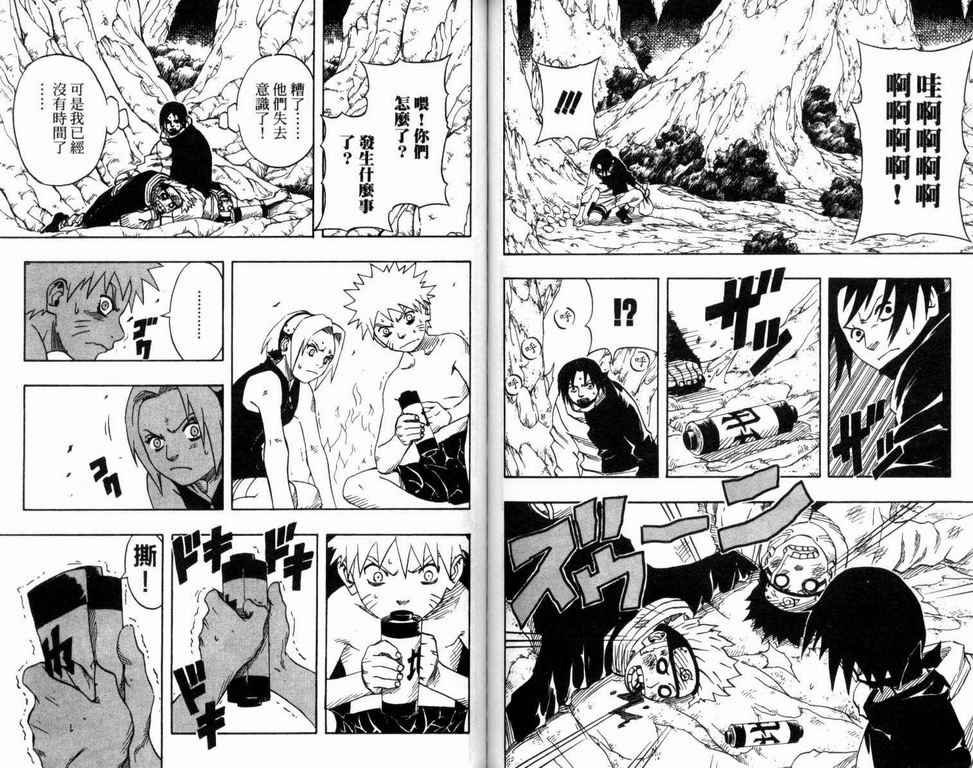 哇啊啊啊啊
啊啊啊啊！
!!!
ザッ
ザッ
地
!?
ズゥーン
地
喂！你們
怎麼了？
發生什麼事
了？
糟了……
他們失去
意識了！
可是我已經
沒有時間了
……
………
ゴク
ゴク
ドキ
ドキ
ドキ
撕！